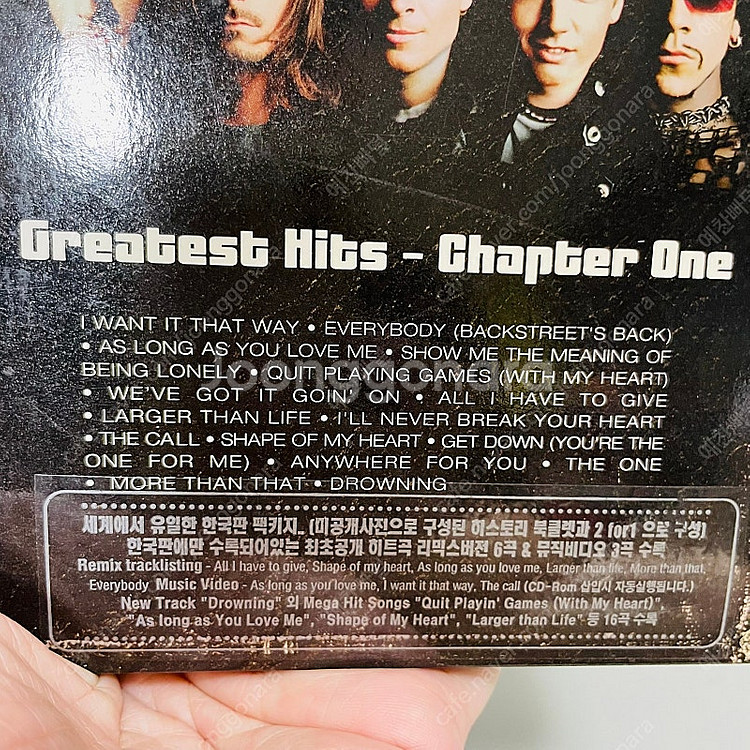 Greatest Hits - Chapter One
I WANT IT THAT WAY • EVERYBODY (BACKSTREET'S BACK)
• AS LONG AS YOU LOVE ME • SHOW ME THE MEANING OF
BEING LONELY • QUIT PLAYING GAMES (WITH MY HEART)
• WE'VE GOT IT GOIN' ON • ALL I HAVE TO GIVE
• LARGER THAN LIFE • I'LL NEVER BREAK YOUR HEART
• THE CALL • SHAPE OF MY HEART • GET DOWN (YOU'RE THE
ONE FOR ME) • ANYWHERE FOR YOU • THE ONE
• MORE THAN THAT • DROWNING
세계에서 유일한 한국판 팩키지.. (미공개사진으로 구성된 히스토리 북클렛과 2 for1 으로 구성)
한국판에만 수록되어있는 최초공개 히트곡 리믹스버전 6곡 & 뮤직비디오 3곡 수록
Remix tracklisting - All I have to give, Shape of my heart, As long as you love me, Larger than life, More than that,
Everybody Music Video - As long as you love me, I want it that way, The call (CD-Rom 삽입시 자동실행됩니다.)
New Track "Drowning" 외 Mega Hit Songs "Quit Playin' Games (With My Heart)",
"As long as You Love Me", "Shape of My Heart", "Larger than Life" 등 16곡 수록
joonggonara